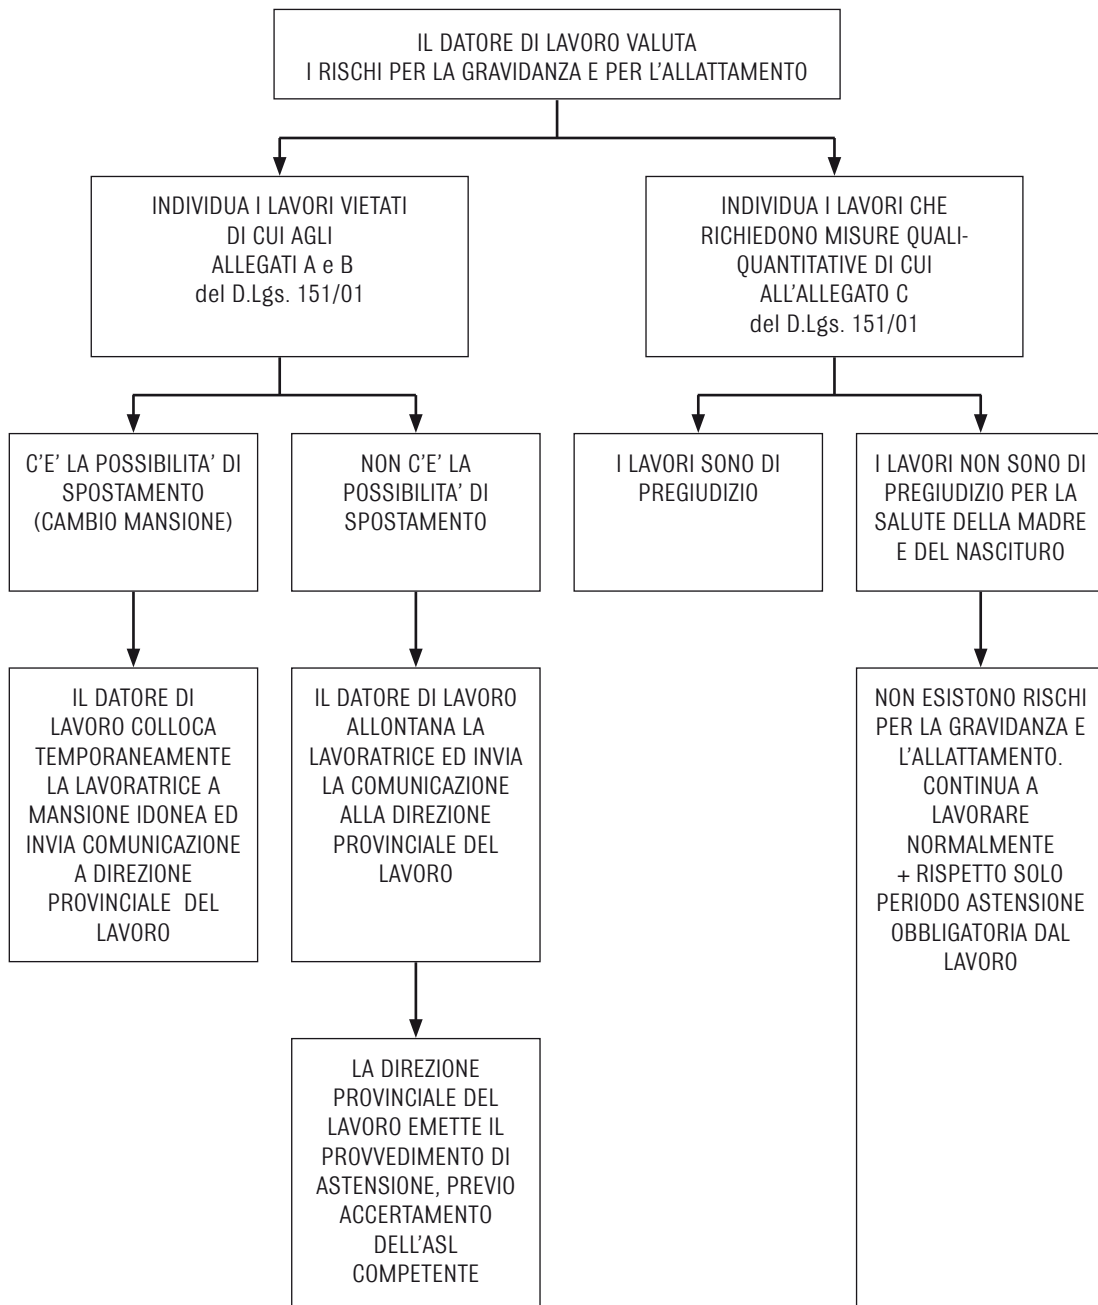 IL DATORE DI LAVORO VALUTA
I RISCHI PER LA GRAVIDANZA E PER L'ALLATTAMENTO
INDIVIDUA I LAVORI VIETATI
DI CUI AGLI
ALLEGATI A e B
del D.Lgs. 151/01
INDIVIDUA I LAVORI CHE
RICHIEDONO MISURE QUALI-
QUANTITATIVE DI CUI
ALL'ALLEGATO C
del D.Lgs. 151/01
C'E' LA POSSIBILITA' DI
SPOSTAMENTO
(CAMBIO MANSIONE)
NON C'E' LA
POSSIBILITA' DI
SPOSTAMENTO
I LAVORI SONO DI
PREGIUDIZIO
I LAVORI NON SONO DI
PREGIUDIZIO PER LA
SALUTE DELLA MADRE
E DEL NASCITURO
IL DATORE DI
LAVORO COLLOCA
TEMPORANEAMENTE
LA LAVORATRICE A
MANSIONE IDONEA ED
INVIA COMUNICAZIONE
A DIREZIONE
PROVINCIALE DEL
LAVORO
IL DATORE DI LAVORO
ALLONTANA LA
LAVORATRICE ED INVIA
LA COMUNICAZIONE
ALLA DIREZIONE
PROVINCIALE DEL
LAVORO
NON ESISTONO RISCHI
PER LA GRAVIDANZA E
L'ALLATTAMENTO.
CONTINUA A
LAVORARE
NORMALMENTE
+ RISPETTO SOLO
PERIODO ASTENSIONE
OBBLIGATORIA DAL
LAVORO
LA DIREZIONE
PROVINCIALE DEL
LAVORO EMETTE IL
PROVVEDIMENTO DI
ASTENSIONE, PREVIO
ACCERTAMENTO
DELL'ASL
COMPETENTE